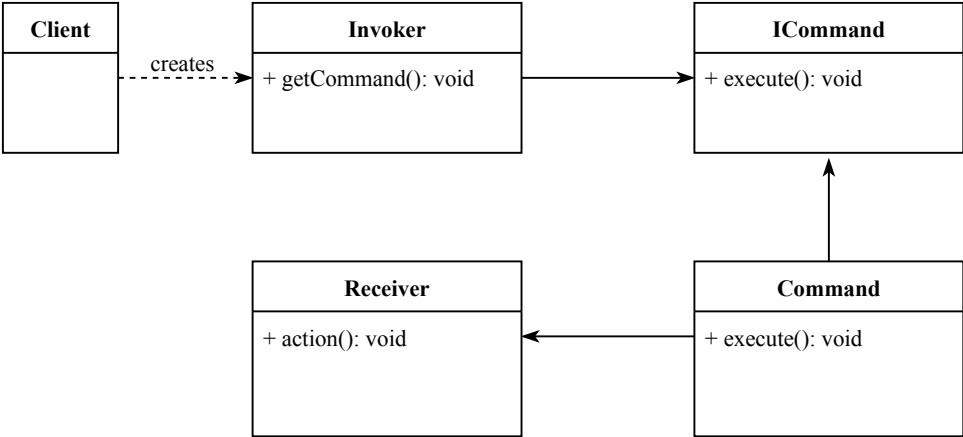 Client
Invoker
ICommand
creates
+ getCommand(): void
+ execute(): void
Receiver
Command
+ action(): void
+ execute(): void